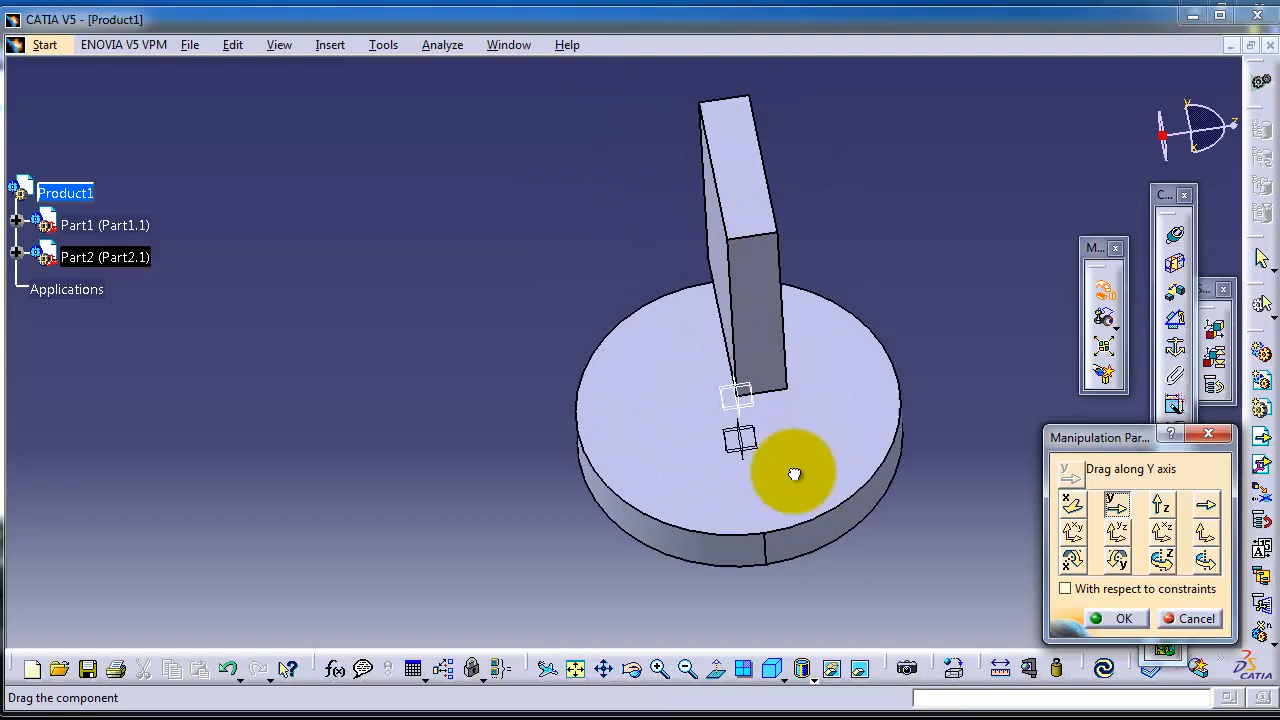 CATIA V5 - [Product1]
Start ENOVIA V5 VPM File Edit View Insert Tools Analyze Window Help
y
z
x
Product1
Part1 (Part1.1)
Part2 (Part2.1)
Applications
C...
M...
S...
Manipulation Par... ?
Drag along Y axis
With respect to constraints
OK Cancel
f(x)
CATIA
Drag the component